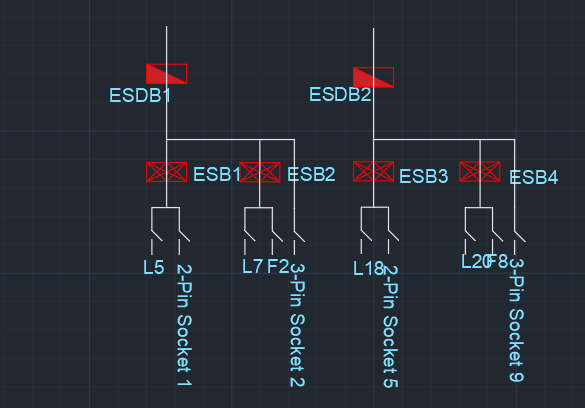 ESDB1
ESDB2
ESB1
ESB2
ESB3
ESB4
L5
2-Pin Socket 1
L7
F2
3-Pin Socket 2
L18
2-Pin Socket 5
L20
F8
3-Pin Socket 9